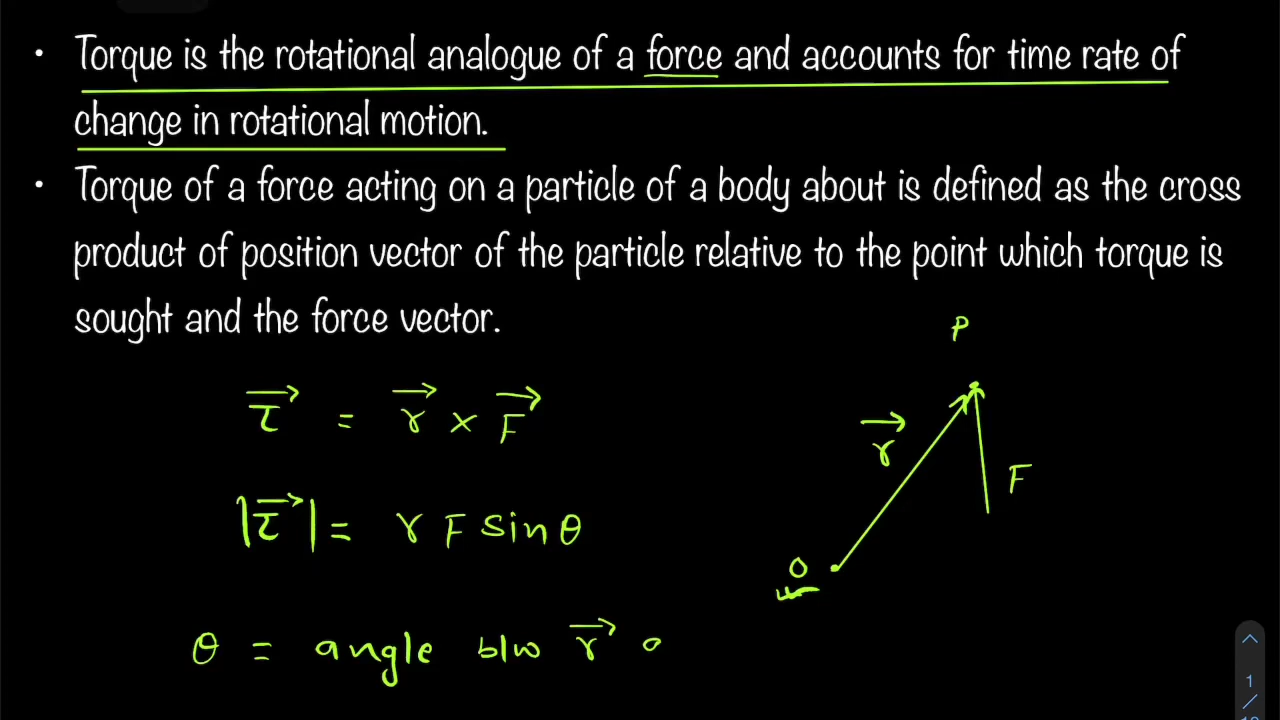 • Torque is the rotational analogue of a force and accounts for time rate of
change in rotational motion.
• Torque of a force acting on a particle of a body about is defined as the cross
product of position vector of the particle relative to the point which torque is
sought and the force vector.
P
τ⃗ = r⃗ × F⃗
r⃗
F
|τ⃗| = r F sinθ
O
θ = angle b/w r⃗ a
1
/